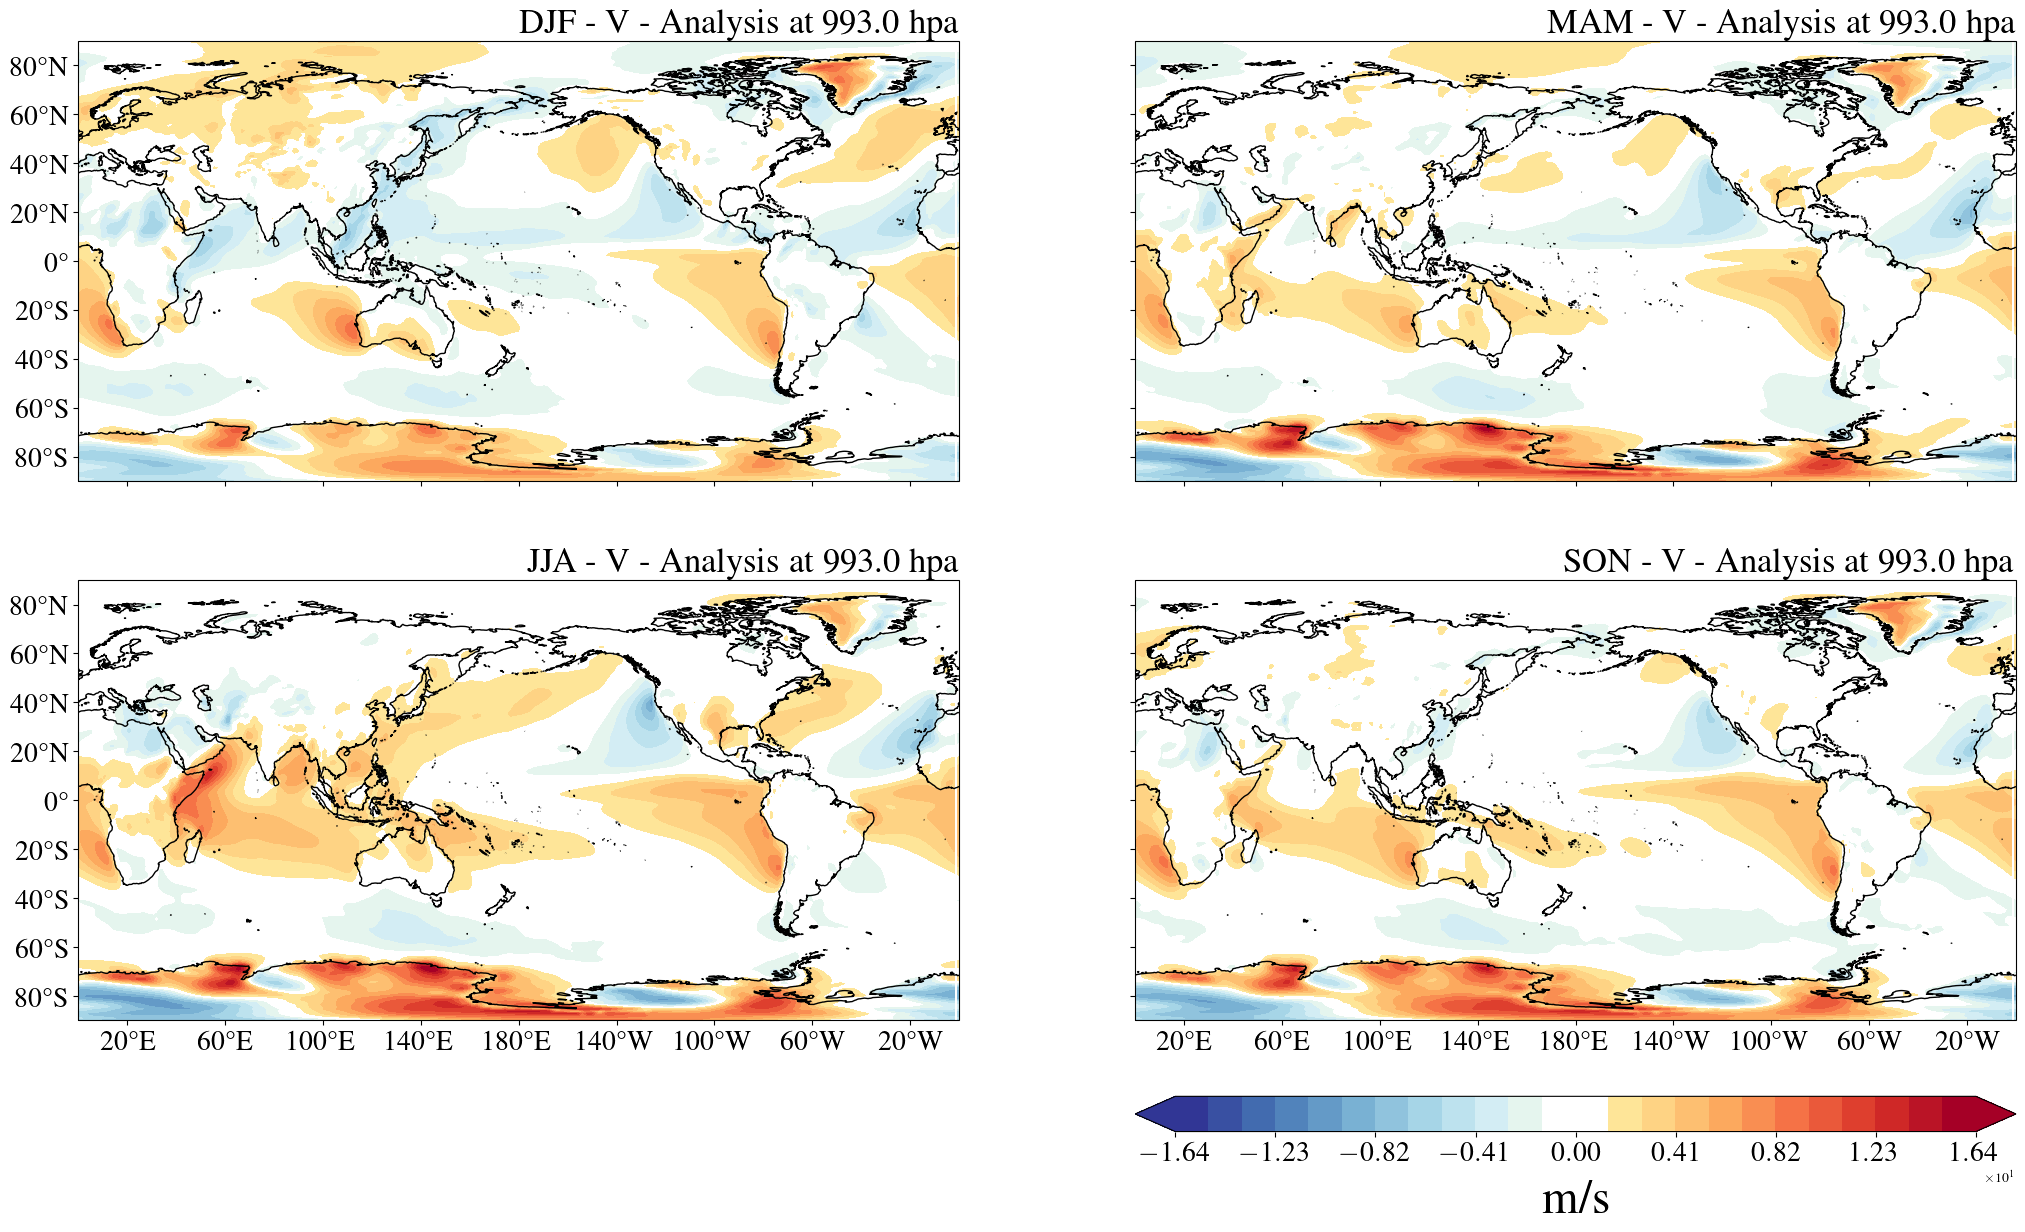 DJF - V - Analysis at 993.0 hpa
MAM - V - Analysis at 993.0 hpa
80°N
60°N
40°N
20°N
0°
20°S
40°S
60°S
80°S
JJA - V - Analysis at 993.0 hpa
SON - V - Analysis at 993.0 hpa
80°N
60°N
40°N
20°N
0°
20°S
40°S
60°S
80°S
20°E 60°E 100°E 140°E 180°E 140°W 100°W 60°W 20°W
20°E 60°E 100°E 140°E 180°E 140°W 100°W 60°W 20°W
−1.64 −1.23 −0.82 −0.41 0.00 0.41 0.82 1.23 1.64
×10¹
m/s